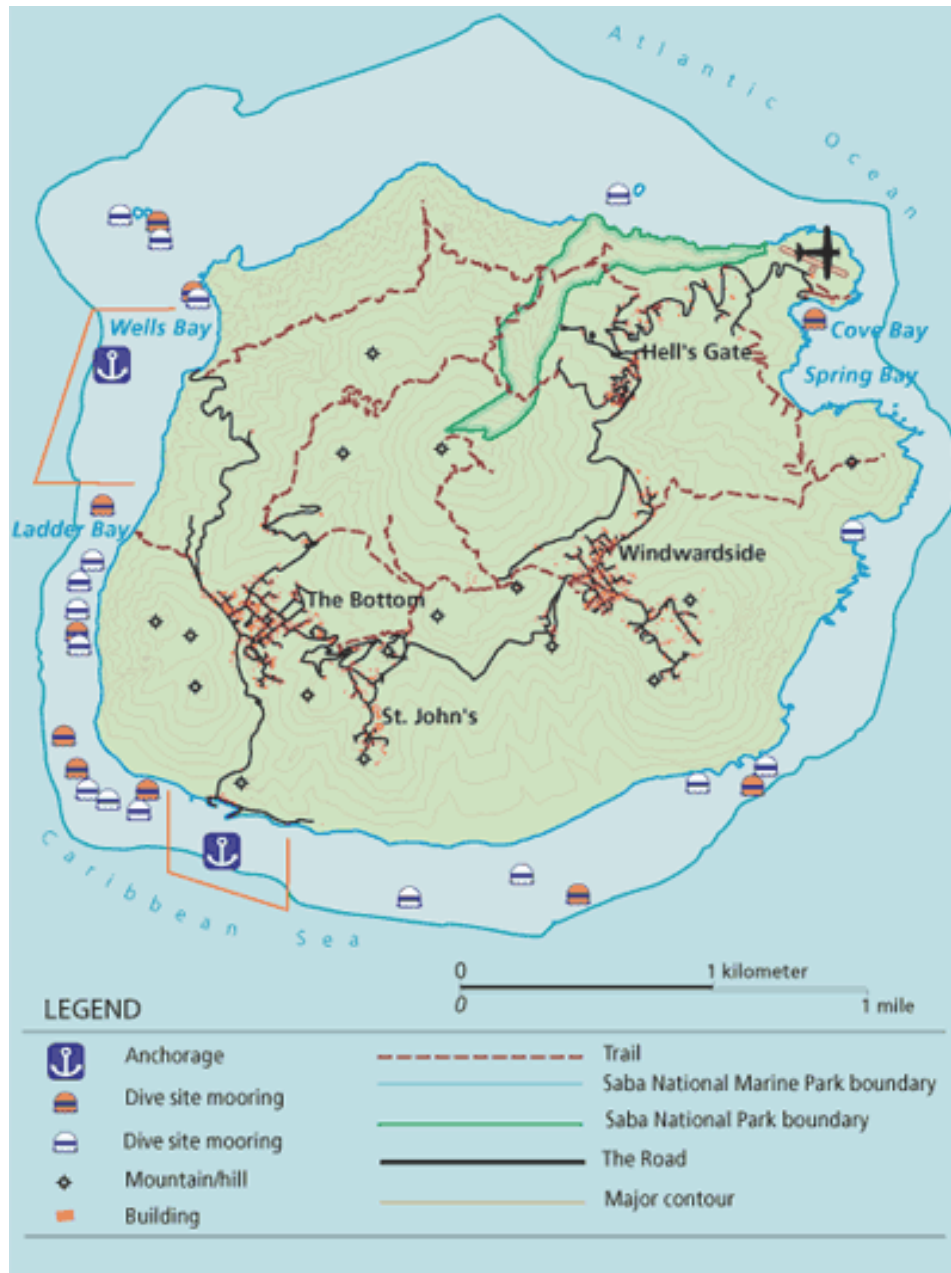 Atlantic Ocean
Wells Bay
Cove Bay
Hell's Gate
Spring Bay
Ladder Bay
Windwardside
The Bottom
St. John's
Caribbean Sea
0 1 kilometer
0 1 mile
LEGEND
Anchorage
Dive site mooring
Dive site mooring
Mountain/hill
Building
Trail
Saba National Marine Park boundary
Saba National Park boundary
The Road
Major contour